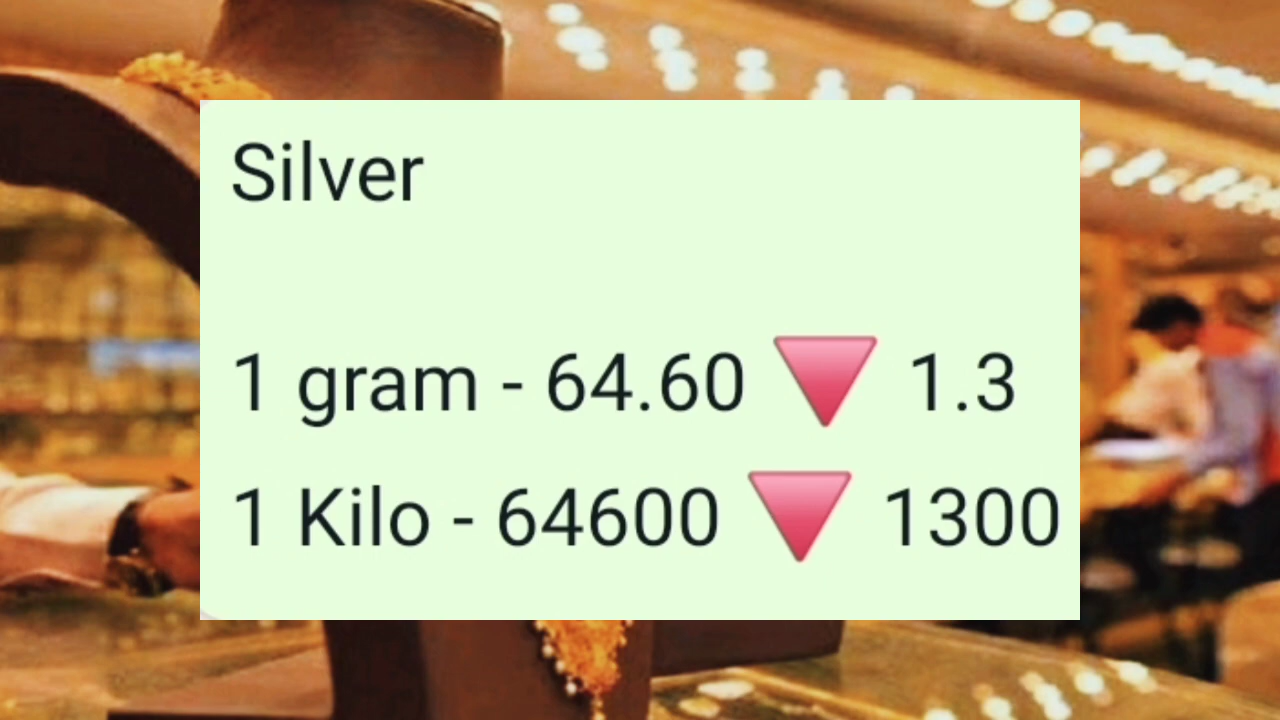 Silver
1 gram - 64.60 🔻 1.3
1 Kilo - 64600 🔻 1300